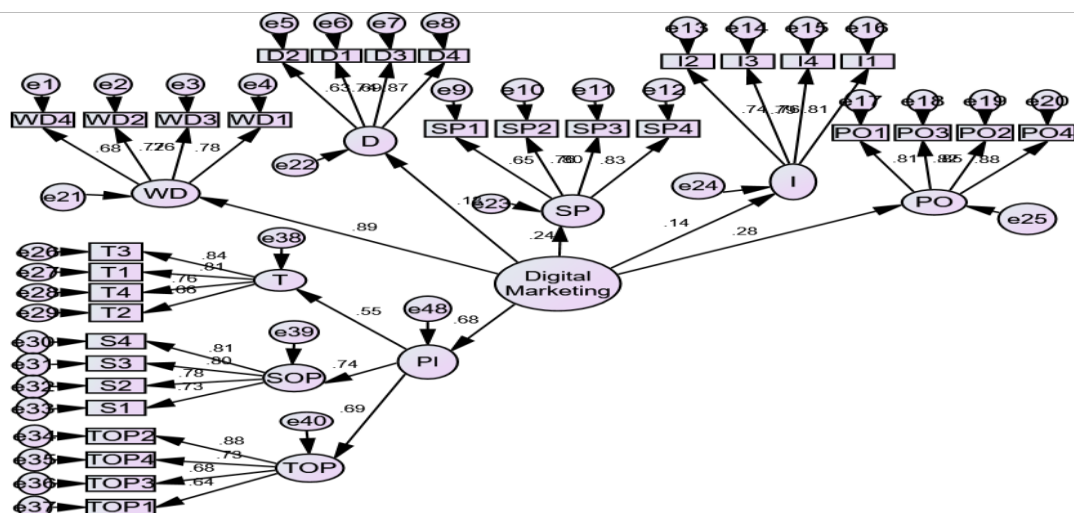 e5 e6 e7 e8
D2 D1 D3 D4
e13 e14 e15 e16
I2 I3 I4 I1
e1 e2 e3 e4
WD4 WD2 WD3 WD1
e9 e10 e11 e12
SP1 SP2 SP3 SP4
e17 e18 e19 e20
PO1 PO3 PO2 PO4
.63 .87
.74 .81
.68 .78
.65 .83
.81 .88
e22 D
e21 WD
e23 SP
e24 I
PO e25
.89
.24
.14
.28
Digital
Marketing
e26 T3 .84
e27 T1 .81
e28 T4 .76
e29 T2
e38
T
.55
e48
.68
PI
e30 S4 .81
e31 S3 .80
e32 S2 .78
e33 S1 .73
e39
SOP
.74
.69
e34 TOP2 .88
e35 TOP4 .73
e36 TOP3 .68
e37 TOP1 .64
e40
TOP